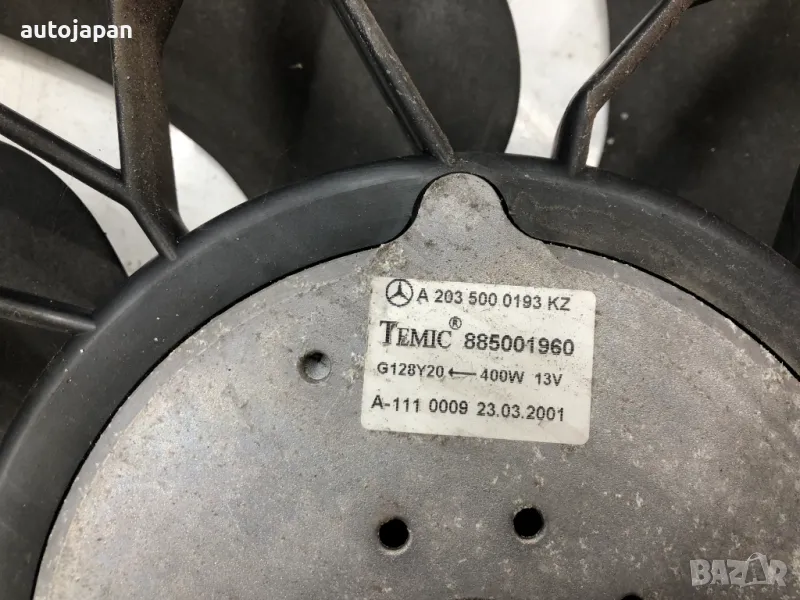 autojapan
A 203 500 0193 KZ
TEMIC® 885001960
G128Y20 ← 400W 13V
A-111 0009 23.03.2001
BAZAR